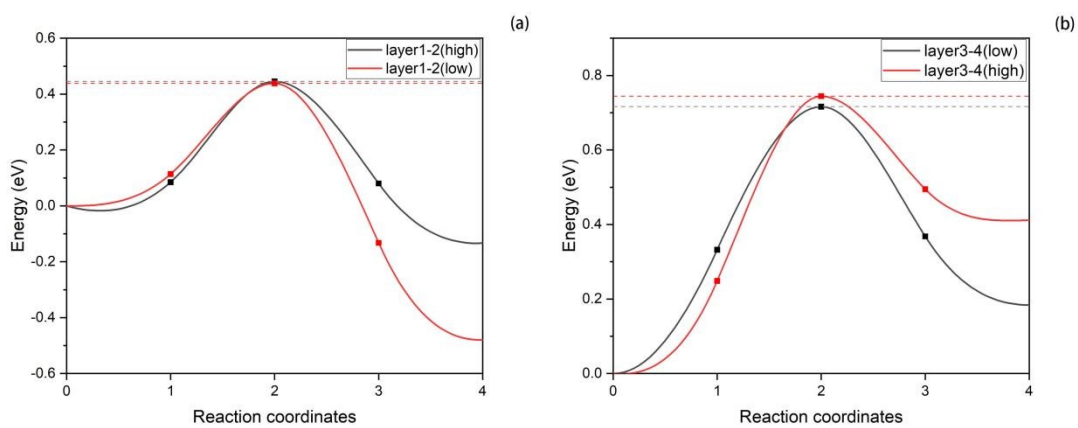 (a)
layer1-2(high)
layer1-2(low)
0.6
0.4
0.2
0.0
-0.2
-0.4
-0.6
Energy (eV)
0 1 2 3 4
Reaction coordinates
(b)
layer3-4(low)
layer3-4(high)
0.8
0.6
0.4
0.2
0.0
Energy (eV)
0 1 2 3 4
Reaction coordinates